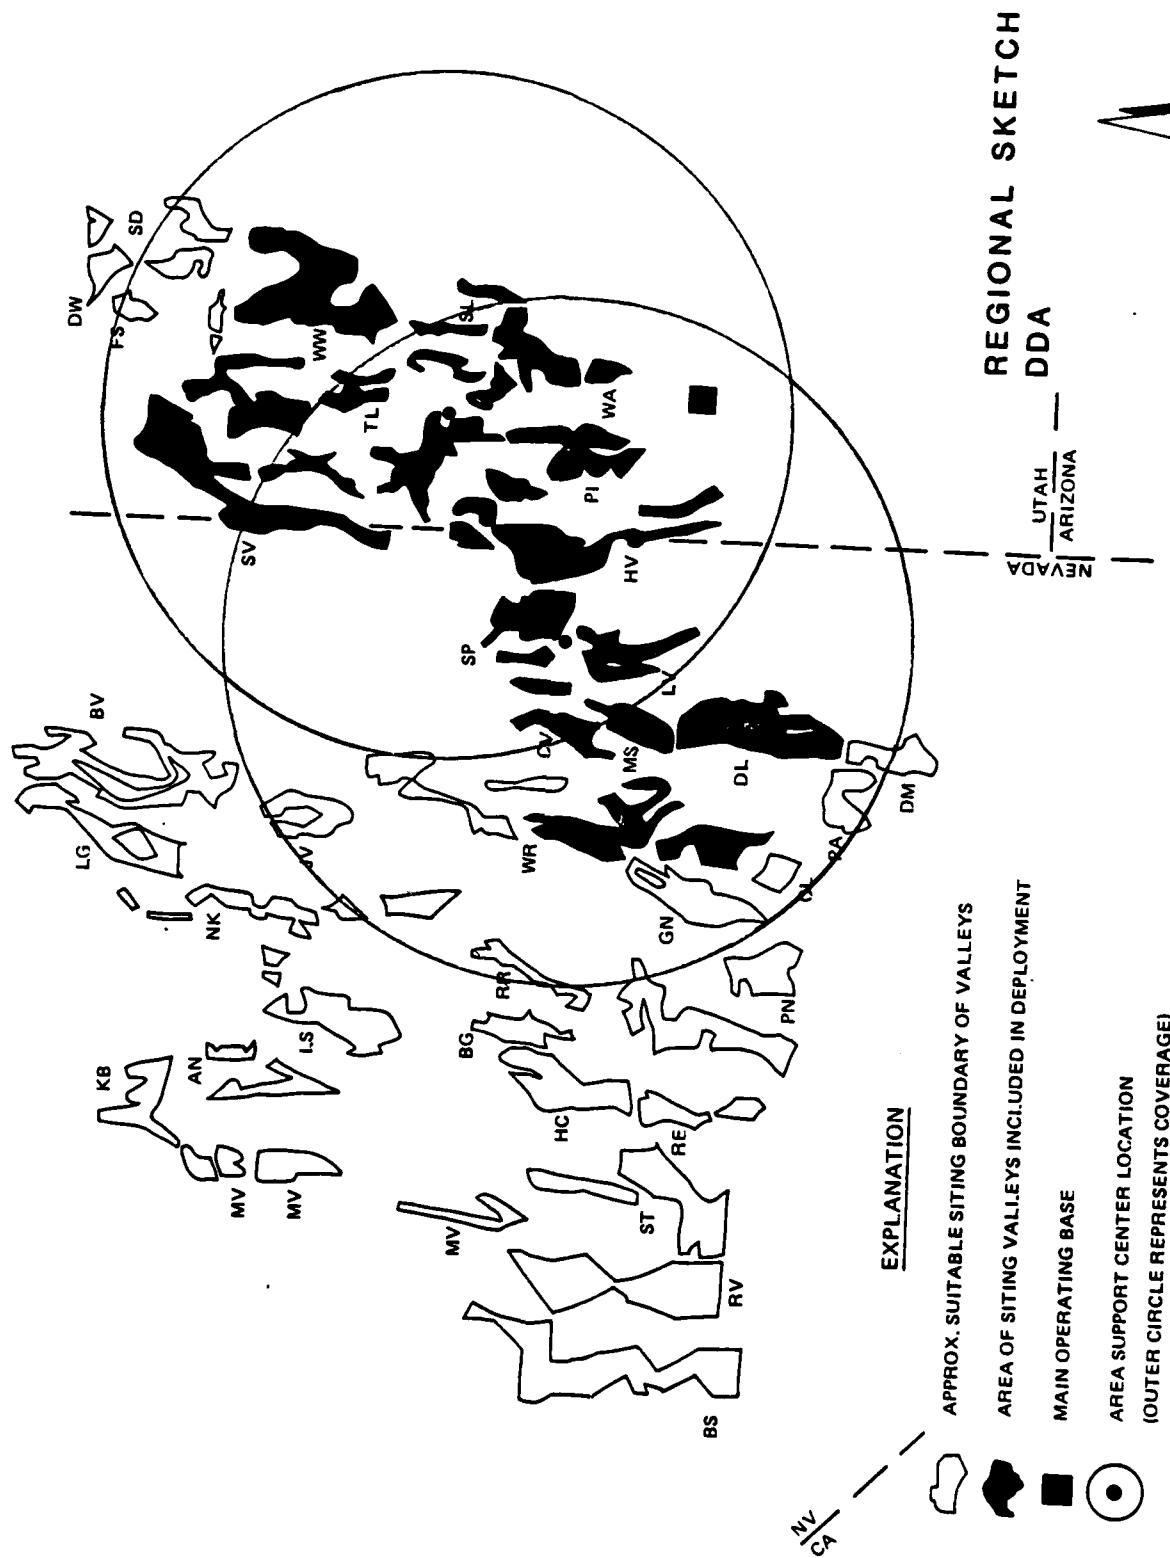 REGIONAL SKETCH
DDA
DW
SD
FS
WW
SL
TL
WA
PI
SV
HV
SP
LV
BV
CV
MS
DL
DM
LG
WR
PA
NK
GN
RR
PN
LS
BG
KB
AN
HC
RE
MV
MV
MV
ST
RV
BS
UTAH
ARIZONA
NEVADA
NV
CA
EXPLANATION
APPROX. SUITABLE SITING BOUNDARY OF VALLEYS
AREA OF SITING VALLEYS INCLUDED IN DEPLOYMENT
MAIN OPERATING BASE
AREA SUPPORT CENTER LOCATION
(OUTER CIRCLE REPRESENTS COVERAGE)